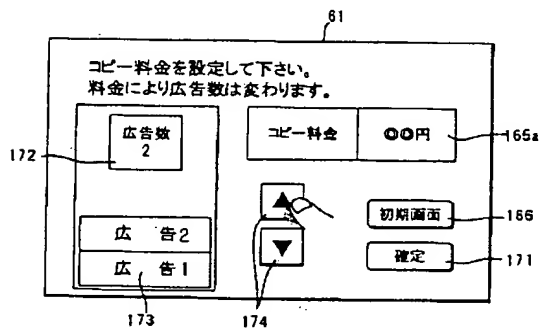 61
コピー料金を設定して下さい。
料金により広告数は変わります。
広告数
2
172
コピー料金
〇〇円
165a
▲
初期画面
166
広 告2
▼
確定
171
広 告1
173
174